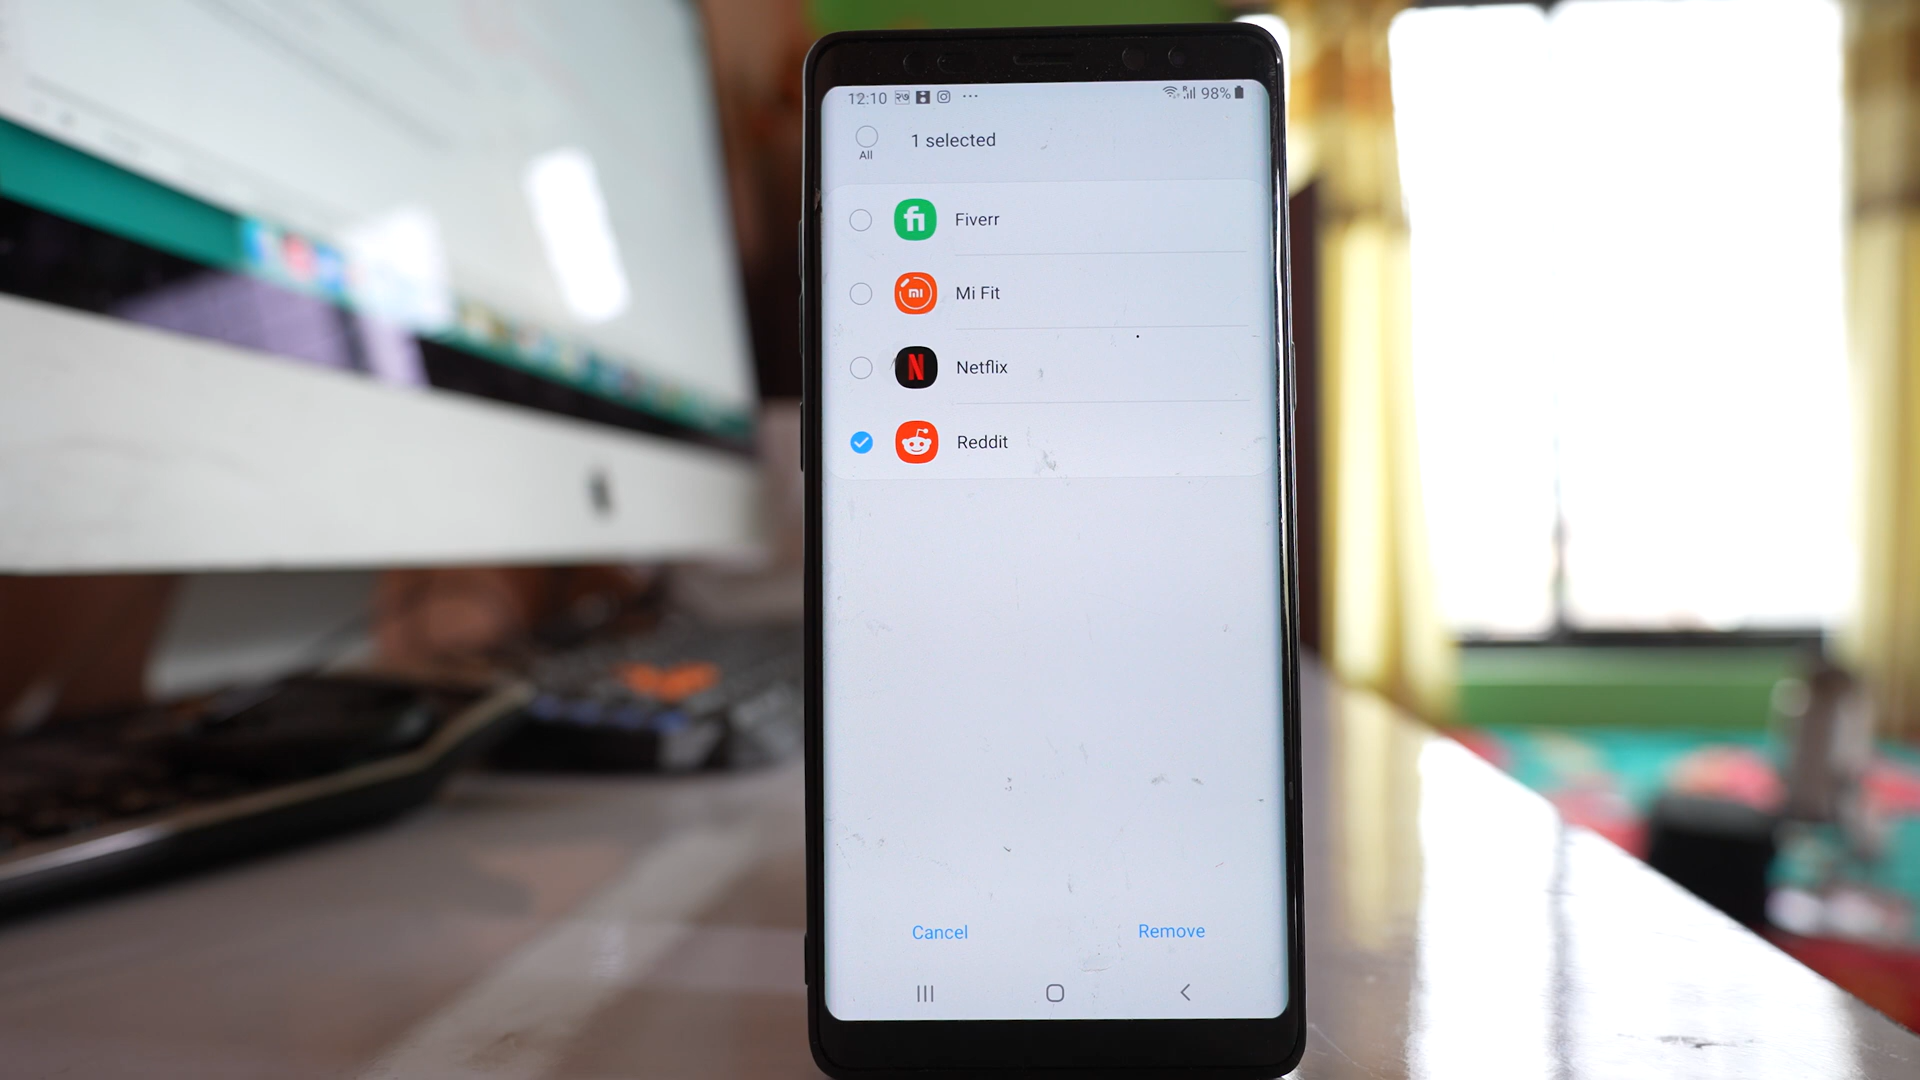 12:10 98%
All 1 selected
Fiverr
Mi Fit
Netflix
Reddit
Cancel Remove